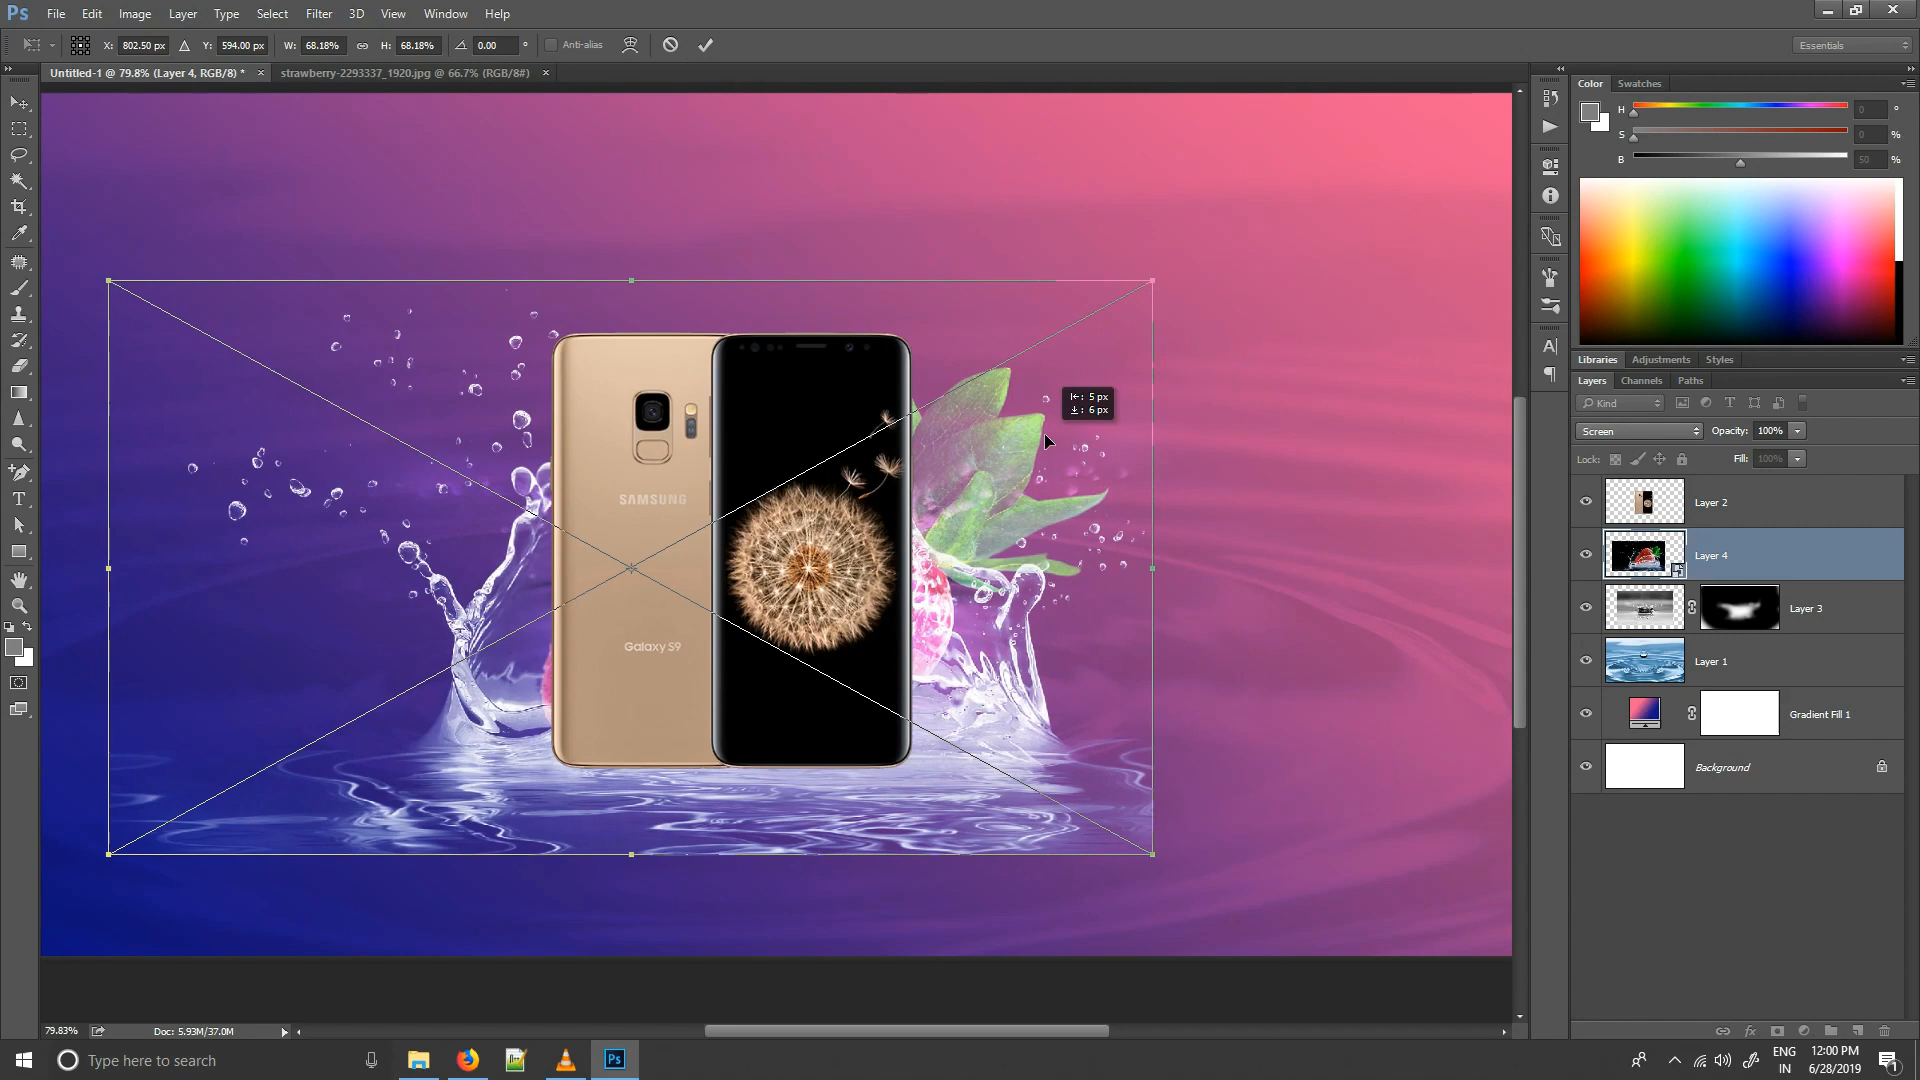 Ps File Edit Image Layer Type Select Filter 3D View Window Help
X: 802.50 px Y: 594.00 px W: 68.18% H: 68.18% 0.00 ° Anti-alias Essentials
Untitled-1 @ 79.8% (Layer 4, RGB/8) * × strawberry-2293337_1920.jpg @ 66.7% (RGB/8#) ×
Color Swatches
H 0 °
S 0 %
B 50 %
Libraries Adjustments Styles
Layers Channels Paths
Kind
Screen Opacity: 100%
Lock: Fill: 100%
Layer 2
Layer 4
Layer 3
Layer 1
Gradient Fill 1
Background
5 px
6 px
SAMSUNG
Galaxy S9
79.83% Doc: 5.93M/37.0M
Type here to search
Ps
ENG
IN
12:00 PM
6/28/2019
1